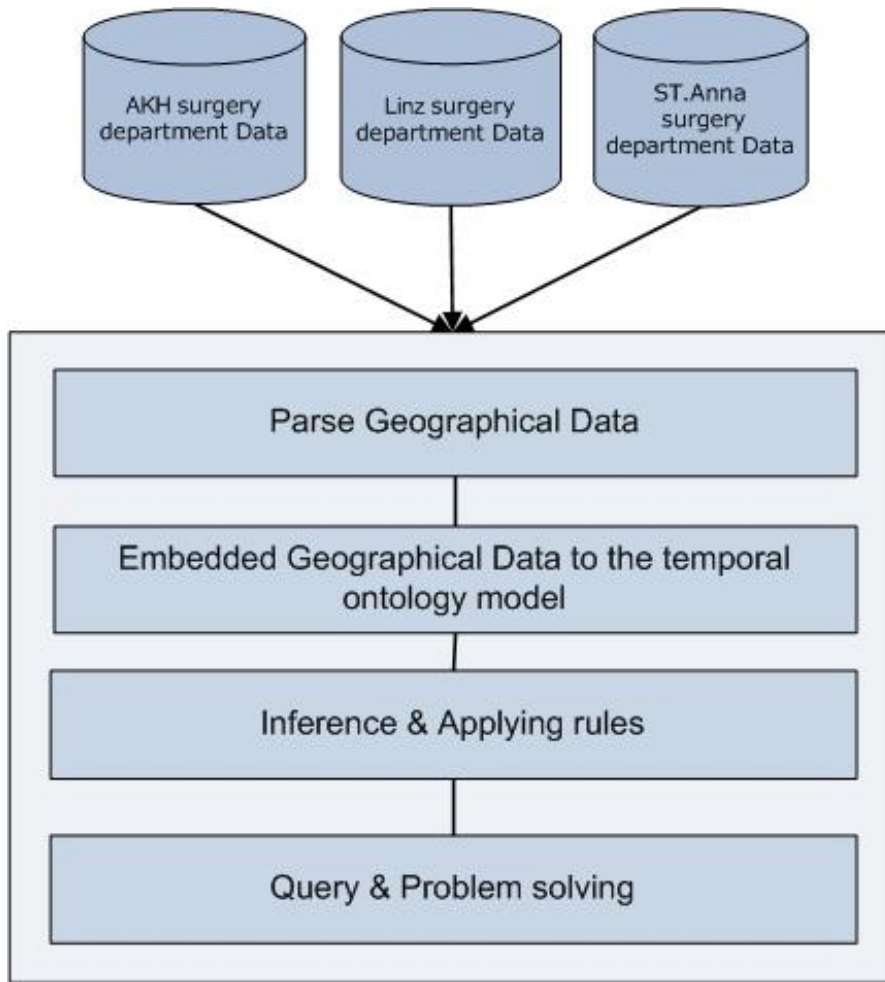 AKH surgery
department Data
Linz surgery
department Data
ST.Anna
surgery
department Data
Parse Geographical Data
Embedded Geographical Data to the temporal
ontology model
Inference & Applying rules
Query & Problem solving